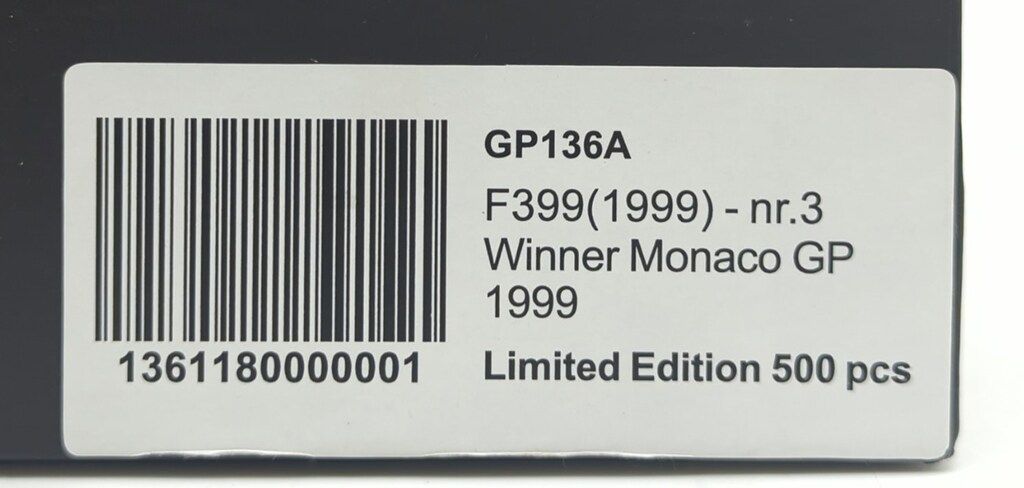 GP136A
F399(1999) - nr.3
Winner Monaco GP
1999
1361180000001
Limited Edition 500 pcs